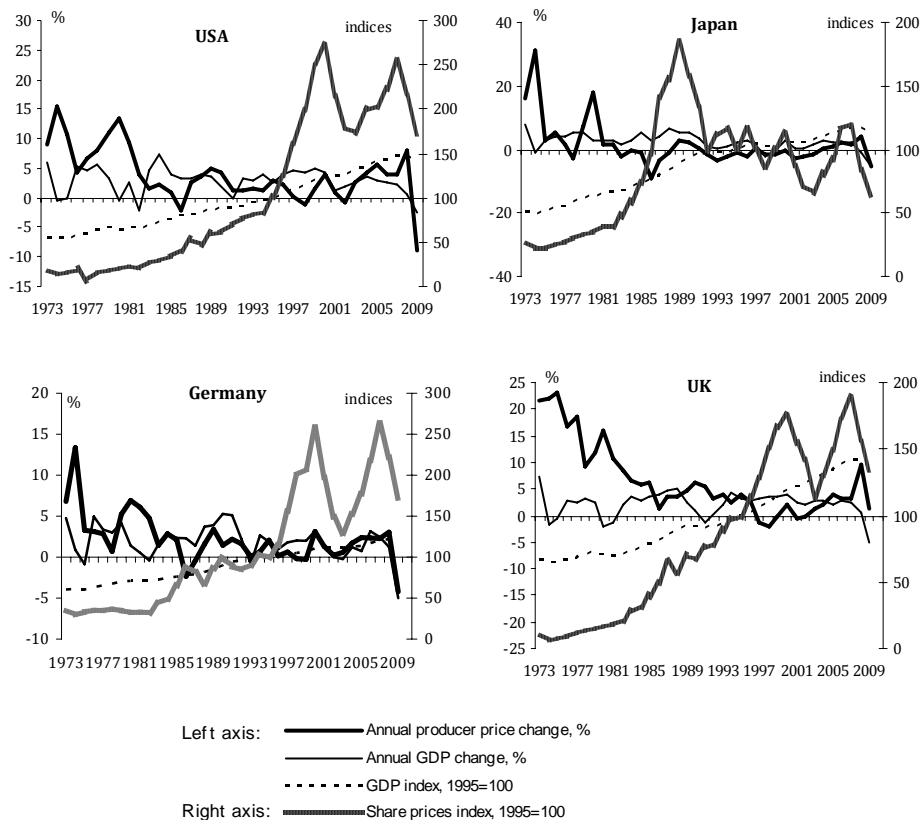 USA
% indices
30 300
25 250
20 200
15 150
10 100
5 50
0 0
-5
-10
-15
1973 1977 1981 1985 1989 1993 1997 2001 2005 2009
Japan
% indices
40 200
20 150
0 100
-20 50
-40 0
1973 1977 1981 1985 1989 1993 1997 2001 2005 2009
Germany
% indices
20 300
15 250
10 200
5 150
0 100
-5 50
-10 0
1973 1977 1981 1985 1989 1993 1997 2001 2005 2009
UK
% indices
25 200
20 150
15 100
10 50
5 0
0
-5
-10
-15
-20
-25
1973 1977 1981 1985 1989 1993 1997 2001 2005 2009
Left axis: Annual producer price change, %
Annual GDP change, %
GDP index, 1995=100
Right axis: Share prices index, 1995=100